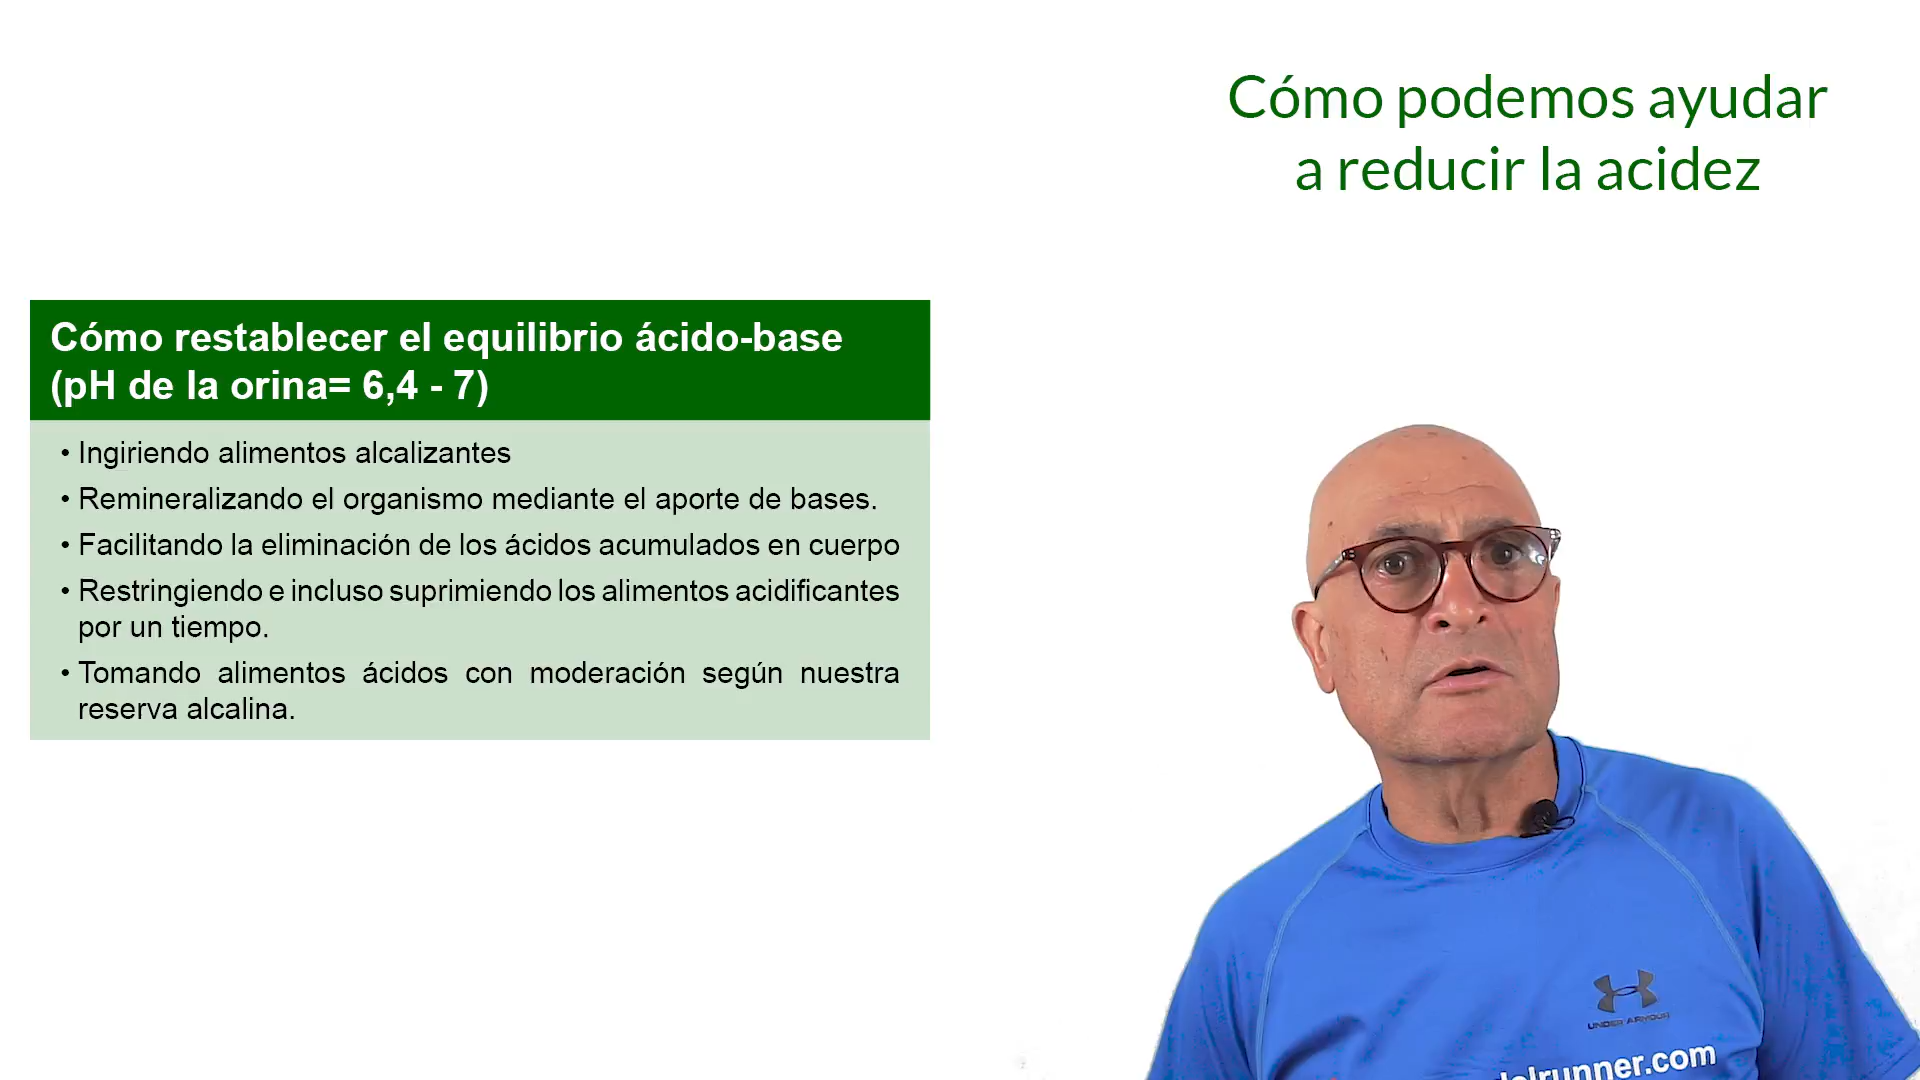 Cómo podemos ayudar
a reducir la acidez
Cómo restablecer el equilibrio ácido-base
(pH de la orina= 6,4 - 7)
• Ingiriendo alimentos alcalizantes
• Remineralizando el organismo mediante el aporte de bases.
• Facilitando la eliminación de los ácidos acumulados en cuerpo
• Restringiendo e incluso suprimiendo los alimentos acidificantes
por un tiempo.
• Tomando alimentos ácidos con moderación según nuestra
reserva alcalina.
UNDER ARMOUR